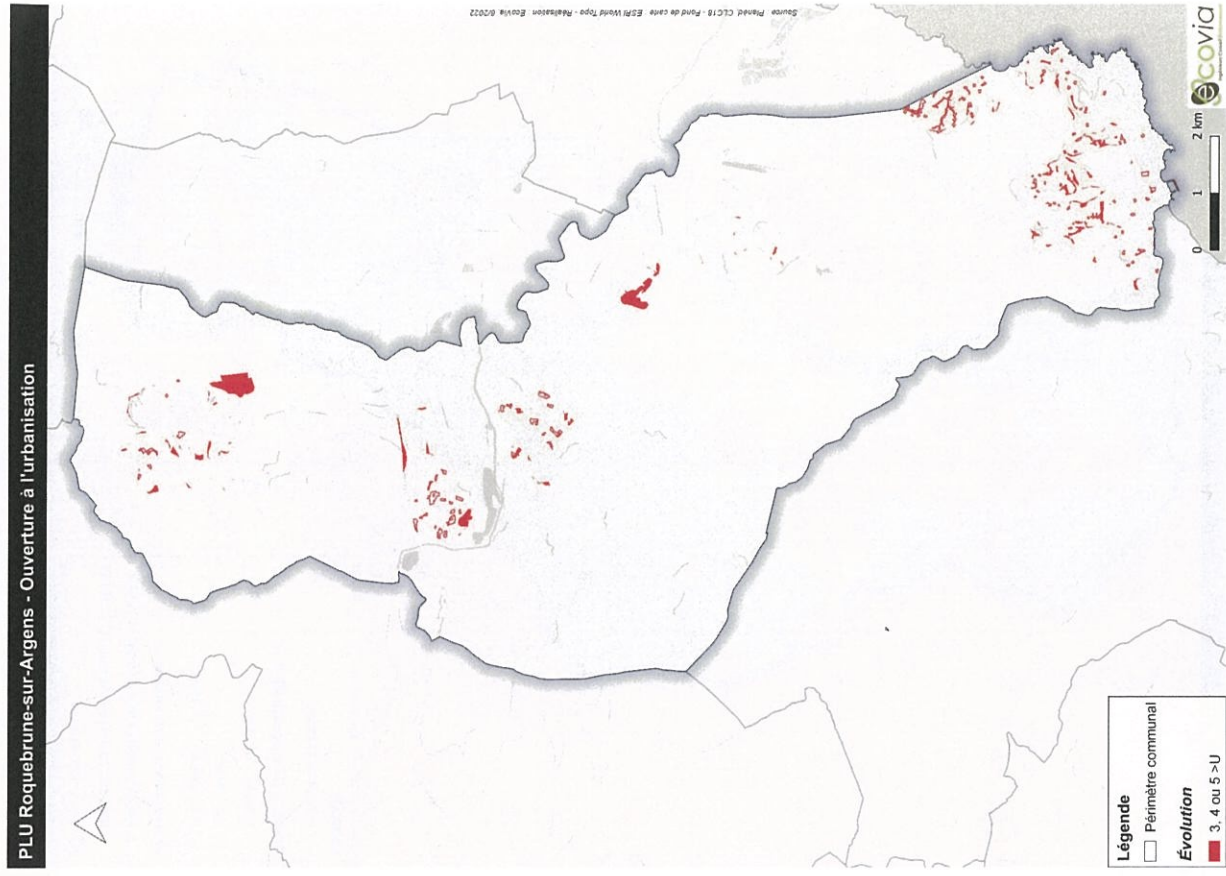 PLU Roquebrune-sur-Argens - Ouverture à l'urbanisation
Légende
Périmètre communal
Évolution
3, 4 ou 5 >U
0 1 2 km
ecovia
Source : Planéd, CLC18 - Fond de carte : ESRI World Topo - Réalisation : EcoVia, 6/2022